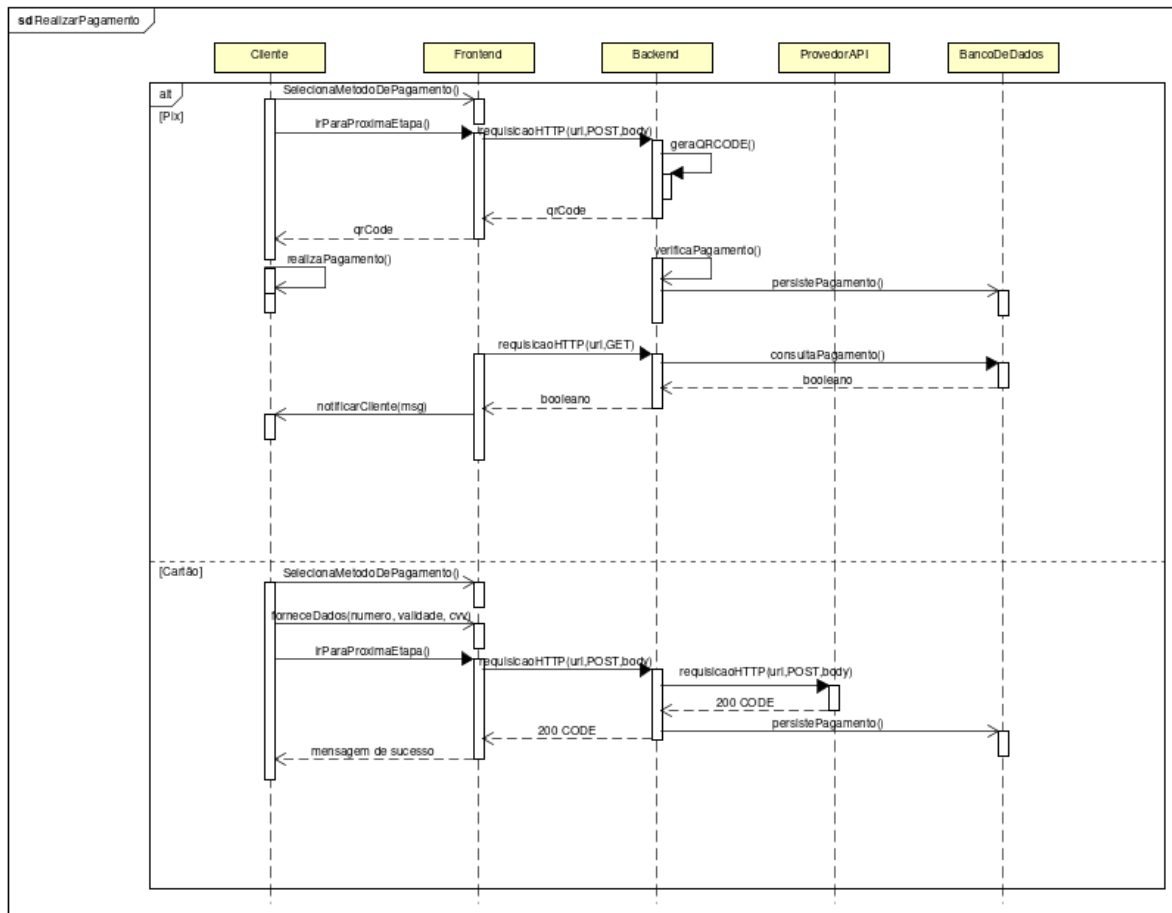 sd RealizarPagamento
Cliente
Frontend
Backend
ProvedorAPI
BancoDeDados
alt
[Pix]
SelecionaMetodoDePagamento()
irParaProximaEtapa()
requisicaoHTTP(url,POST,body)
geraQRCODE()
qrCode
qrCode
realizaPagamento()
verificaPagamento()
persistePagamento()
requisicaoHTTP(url,GET)
consultaPagamento()
booleano
booleano
notificarCliente(msg)
[Cartão]
SelecionaMetodoDePagamento()
forneceDados(numero, validade, cvv)
irParaProximaEtapa()
requisicaoHTTP(url,POST,body)
requisicaoHTTP(url,POST,body)
200 CODE
persistePagamento()
200 CODE
mensagem de sucesso